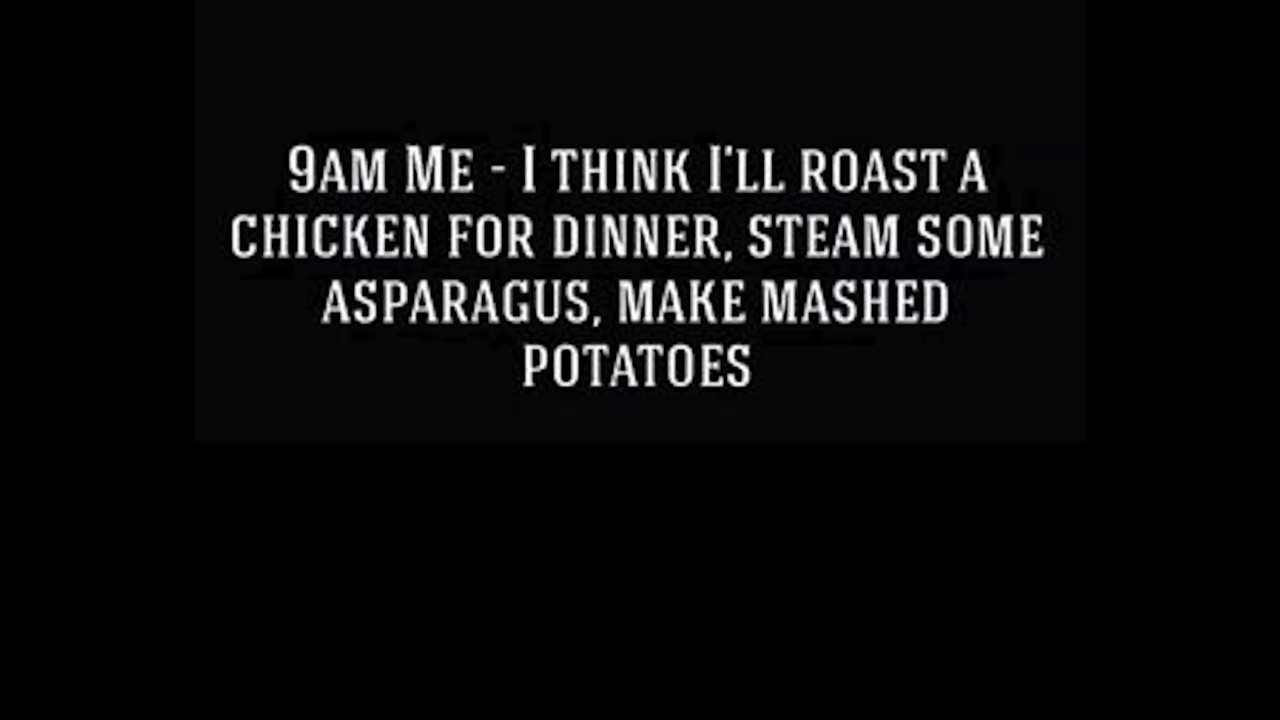 9AM ME - I THINK I'LL ROAST A
CHICKEN FOR DINNER, STEAM SOME
ASPARAGUS, MAKE MASHED
POTATOES